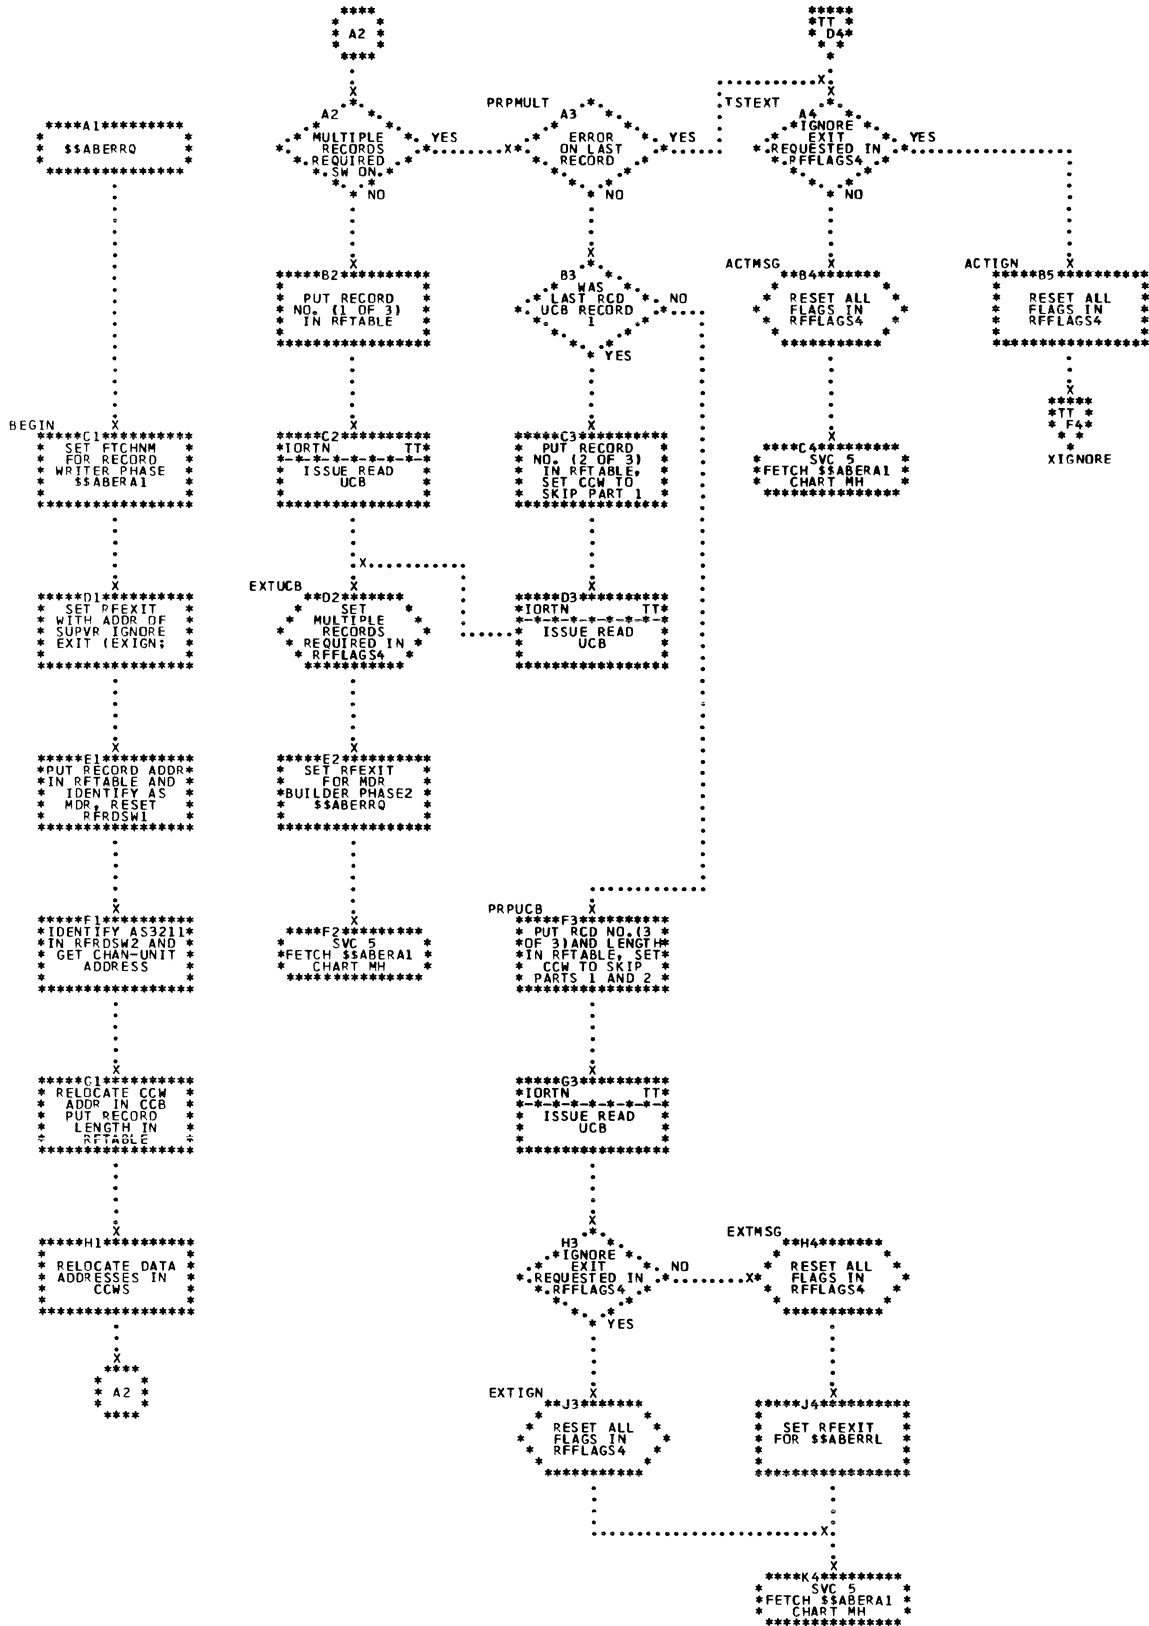 A2
TT
D4
A1
$$ABERRQ
A2
MULTIPLE
RECORDS
REQUIRED
SW ON
YES
NO
PRPMULT
A3
ERROR
ON LAST
RECORD
YES
NO
TSTEXT
A4
IGNORE
EXIT
REQUESTED IN
RFFLAGS4
YES
NO
B2
PUT RECORD
NO. (1 OF 3)
IN RFTABLE
B3
WAS
LAST RCD
UCB RECORD
1
NO
YES
ACTMSG
B4
RESET ALL
FLAGS IN
RFFLAGS4
ACTIGN
B5
RESET ALL
FLAGS IN
RFFLAGS4
TT
F4
XIGNORE
BEGIN
C1
SET FTCHNM
FOR RECORD
WRITER PHASE
$$ABERA1
C2
IORTN TT
ISSUE READ
UCB
C3
PUT RECORD
NO. (2 OF 3)
IN RFTABLE,
SET CCW TO
SKIP PART 1
C4
SVC 5
FETCH $$ABERA1
CHART MH
D1
SET RFEXIT
WITH ADDR OF
SUPVR IGNORE
EXIT (EXIGN;
EXTUCB
D2
SET
MULTIPLE
RECORDS
REQUIRED IN
RFFLAGS4
D3
IORTN TT
ISSUE READ
UCB
E1
PUT RECORD ADDR
IN RFTABLE AND
IDENTIFY AS
MDR, RESET
RFRDSW1
E2
SET RFEXIT
FOR MDR
BUILDER PHASE2
$$ABERRQ
F1
IDENTIFY AS3211
IN RFRDSW2 AND
GET CHAN-UNIT
ADDRESS
F2
SVC 5
FETCH $$ABERA1
CHART MH
PRPUCB
F3
PUT RCD NO.(3
OF 3)AND LENGTH
IN RFTABLE, SET
CCW TO SKIP
PARTS 1 AND 2
G1
RELOCATE CCW
ADDR IN CCB
PUT RECORD
LENGTH IN
RFTABLE
G3
IORTN TT
ISSUE READ
UCB
H1
RELOCATE DATA
ADDRESSES IN
CCWS
H3
IGNORE
EXIT
REQUESTED IN
RFFLAGS4
NO
YES
EXTMSG
H4
RESET ALL
FLAGS IN
RFFLAGS4
A2
EXTIGN
J3
RESET ALL
FLAGS IN
RFFLAGS4
J4
SET RFEXIT
FOR $$ABERRL
K4
SVC 5
FETCH $$ABERA1
CHART MH